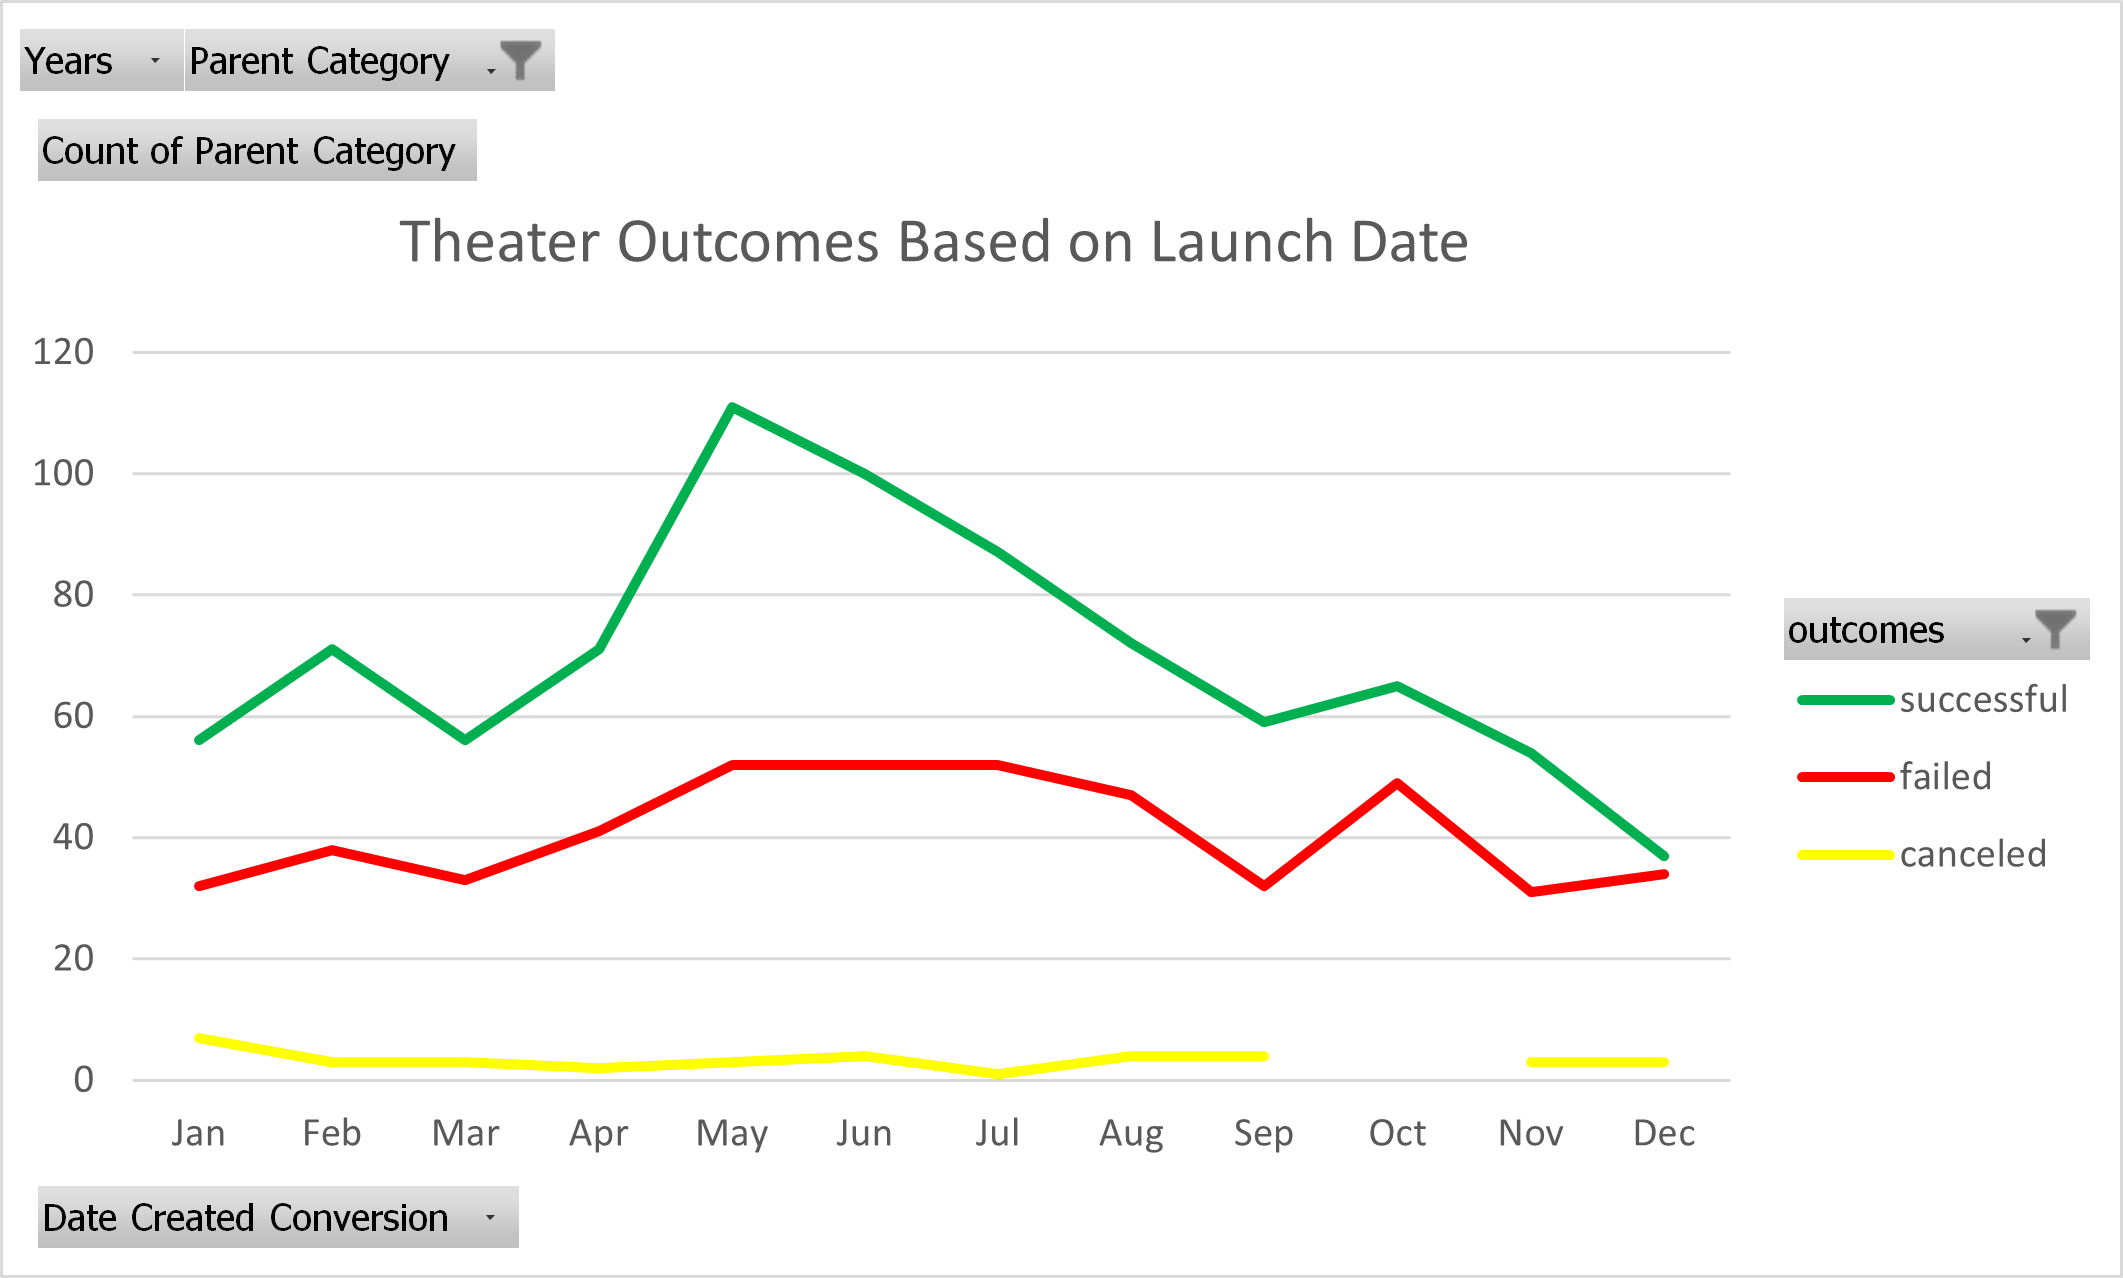 Years Parent Category
Count of Parent Category
Theater Outcomes Based on Launch Date
120
100
80
60
40
20
0
Jan Feb Mar Apr May Jun Jul Aug Sep Oct Nov Dec
outcomes
successful
failed
canceled
Date Created Conversion